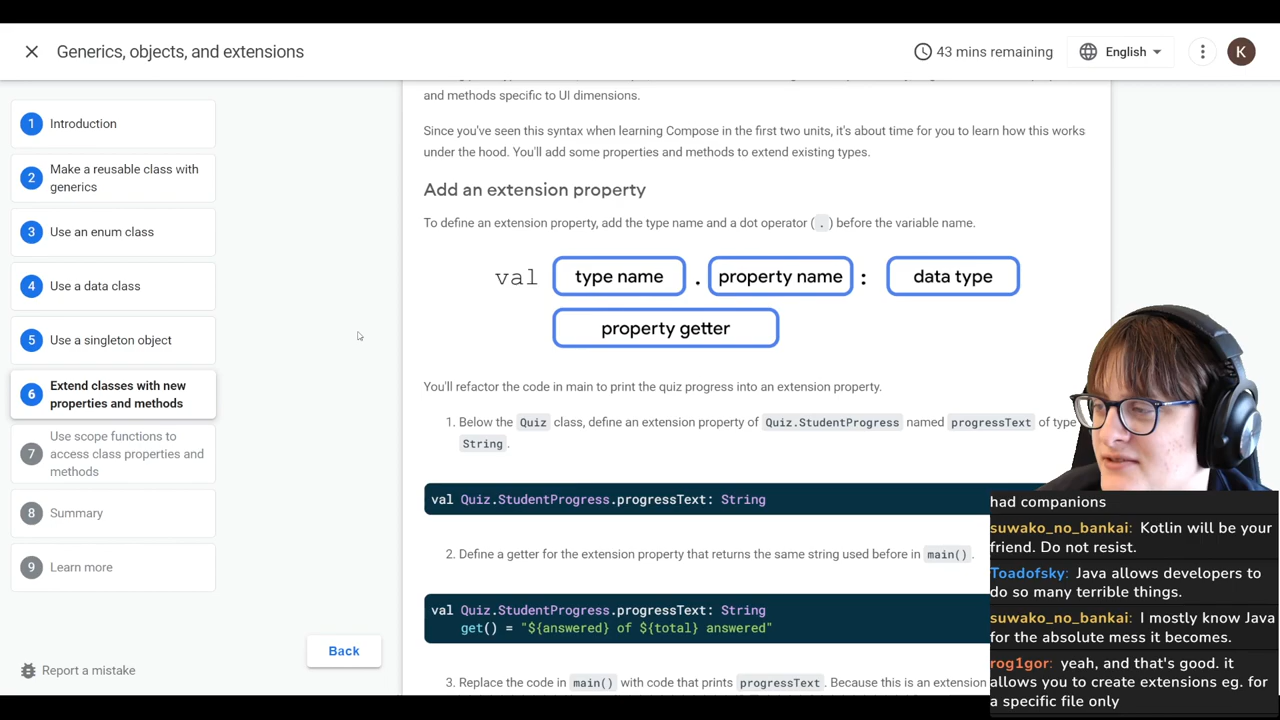 Generics, objects, and extensions
43 mins remaining
English
K
1 Introduction
2 Make a reusable class with
generics
3 Use an enum class
4 Use a data class
5 Use a singleton object
6 Extend classes with new
properties and methods
7 Use scope functions to
access class properties and
methods
8 Summary
9 Learn more
Back
Report a mistake
and methods specific to UI dimensions.
Since you've seen this syntax when learning Compose in the first two units, it's about time for you to learn how this works
under the hood. You'll add some properties and methods to extend existing types.
Add an extension property
To define an extension property, add the type name and a dot operator ( . ) before the variable name.
val type name . property name : data type
property getter
You'll refactor the code in main to print the quiz progress into an extension property.
1. Below the Quiz class, define an extension property of Quiz.StudentProgress named progressText of type
String.
val Quiz.StudentProgress.progressText: String
2. Define a getter for the extension property that returns the same string used before in main().
val Quiz.StudentProgress.progressText: String
get() = "${answered} of ${total} answered"
3. Replace the code in main() with code that prints progressText. Because this is an extension
had companions
suwako_no_bankai: Kotlin will be your
friend. Do not resist.
Toadofsky: Java allows developers to
do so many terrible things.
suwako_no_bankai: I mostly know Java
for the absolute mess it becomes.
rog1gor: yeah, and that's good. it
allows you to create extensions eg. for
a specific file only